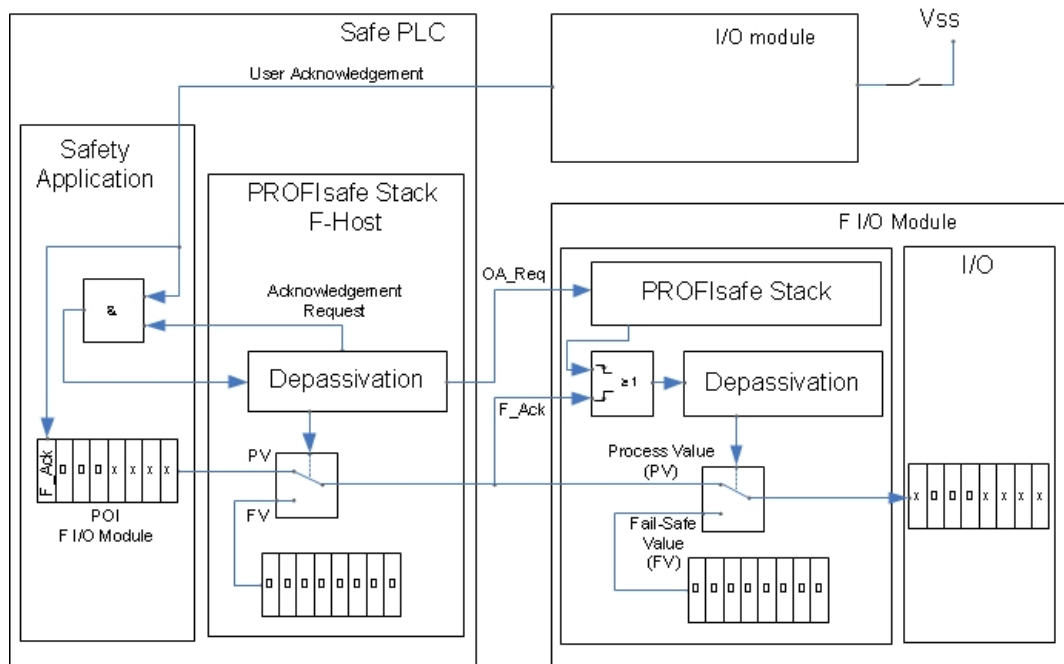 Safe PLC
I/O module
Vss
User Acknowledgement
Safety
Application
PROFIsafe Stack
F-Host
F I/O Module
I/O
OA_Req
PROFIsafe Stack
Acknowledgement
Request
&
Depassivation
≥1
Depassivation
F_Ack
F_Ack 0 0 0 x x x x
PV
Process Value
(PV)
x 0 0 0 x x x x
POI
F I/O Module
FV
Fail-Safe
Value
(FV)
0 0 0 0 0 0 0 0
0 0 0 0 0 0 0 0